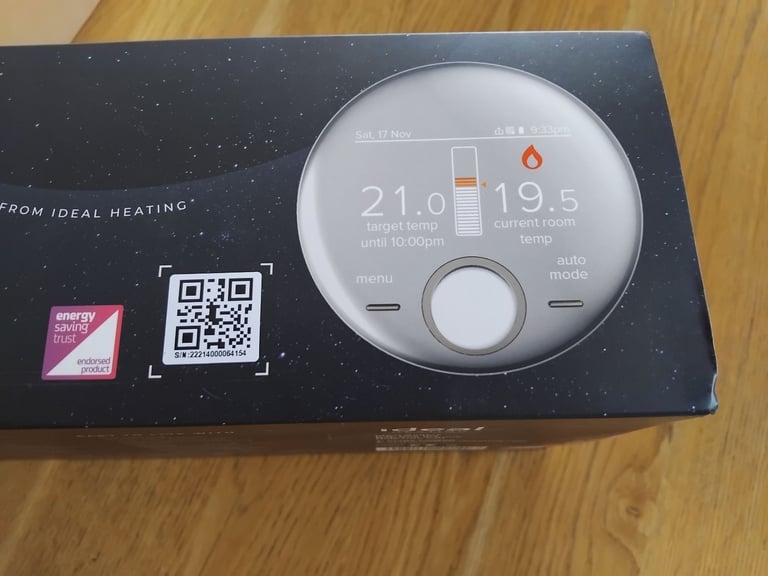 Sat, 17 Nov
9:33pm
21.0
19.5
target temp
until 10:00pm
current room
temp
FROM IDEAL HEATING
menu
auto
mode
energy
saving
trust
endorsed
product
S/N:22214000064154
ideal